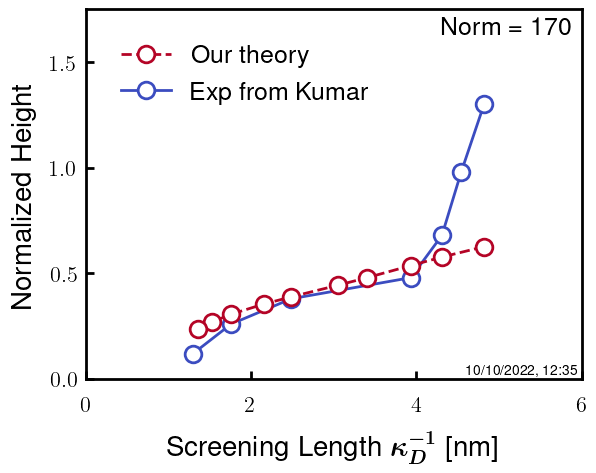 Norm = 170
Our theory
Exp from Kumar
Normalized Height
1.5
1.0
0.5
0.0
10/10/2022, 12:35
0 2 4 6
Screening Length κ_D^{-1} [nm]